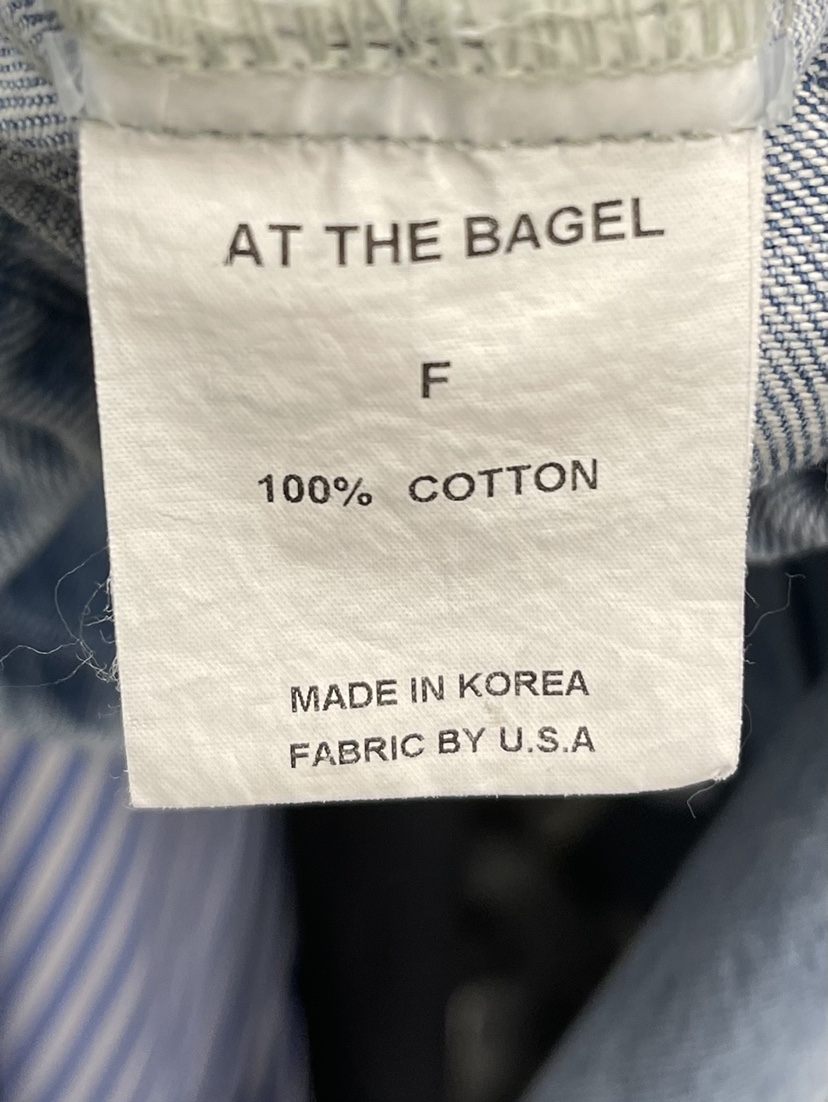 AT THE BAGEL
F
100% COTTON
MADE IN KOREA
FABRIC BY U.S.A